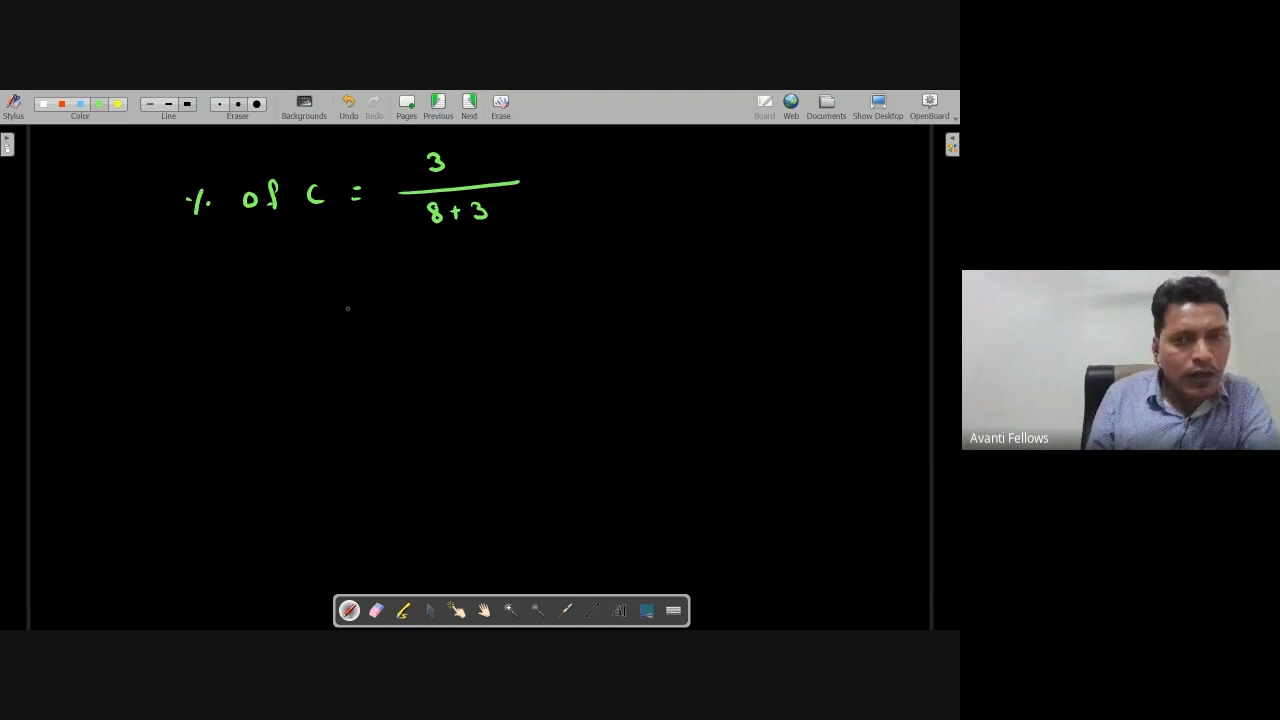 Stylus
Color
Line
Eraser
Backgrounds
Undo
Redo
Pages
Previous
Next
Erase
Board
Web
Documents
Show Desktop
OpenBoard
3
% of C =
8 + 3
Avanti Fellows
AI